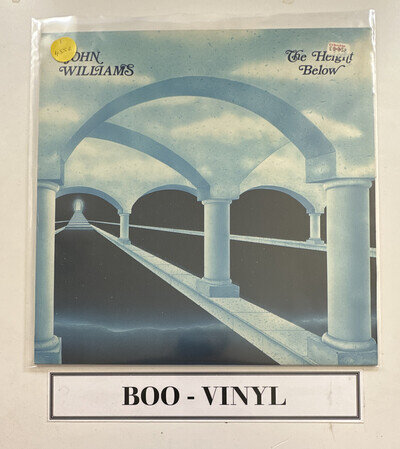 JOHN
WILLIAMS
The Height
Below
BOO - VINYL